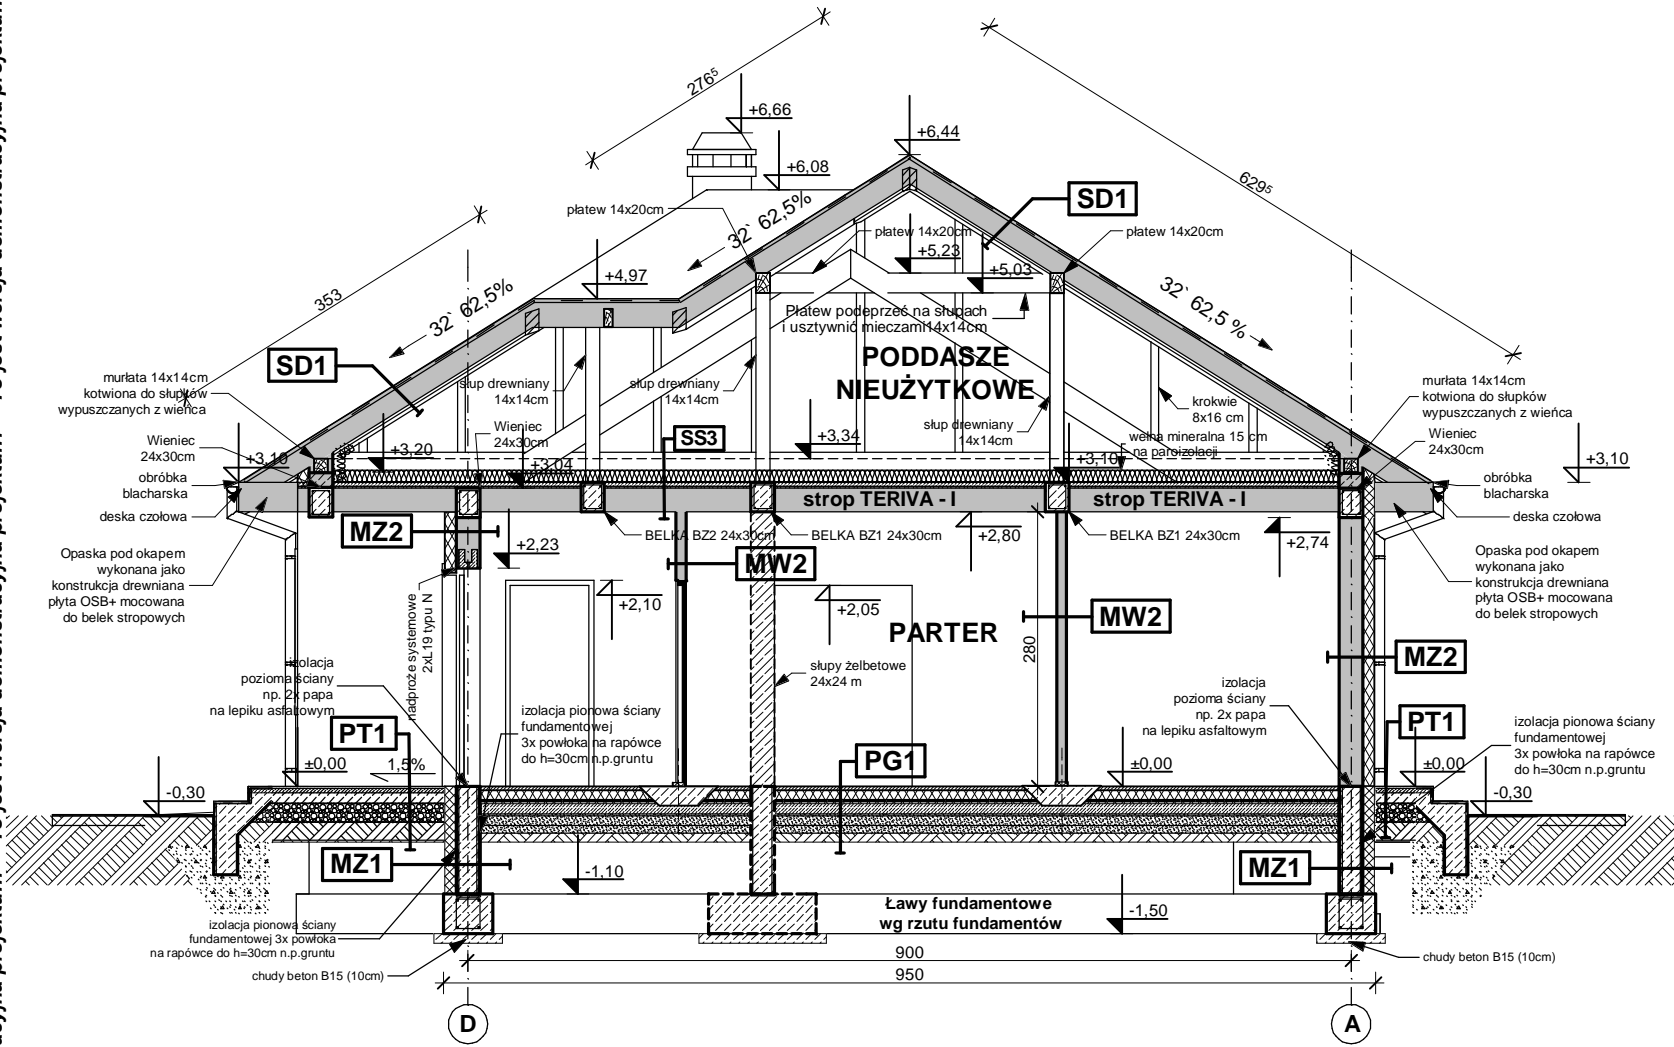 276⁵
+6,66
+6,44
+6,08
629⁵
SD1
płatew 14x20cm
32` 62,5%
płatew 14x20cm
płatew 14x20cm
+5,23
+5,03
+4,97
353
32` 62,5%
32` 62,5 %
Płatew podeprzeć na słupach
i usztywnić mieczami14x14cm
SD1
PODDASZE
NIEUŻYTKOWE
murłata 14x14cm
kotwiona do słupków
wypuszczanych z wieńca
słup drewniany
14x14cm
słup drewniany
14x14cm
krokwie
8x16 cm
murłata 14x14cm
kotwiona do słupków
wypuszczanych z wieńca
Wieniec
24x30cm
Wieniec
24x30cm
SS3
słup drewniany
14x14cm
wełna mineralna 15 cm
na paroizolacji
Wieniec
24x30cm
+3,10
+3,20
+3,04
+3,34
+3,10
+3,10
obróbka
blacharska
deska czołowa
strop TERIVA - I
strop TERIVA - I
obróbka
blacharska
deska czołowa
MZ2
+2,23
BELKA BZ2 24x30cm
BELKA BZ1 24x30cm
+2,80
BELKA BZ1 24x30cm
+2,74
MW2
Opaska pod okapem
wykonana jako
konstrukcja drewniana
płyta OSB+ mocowana
do belek stropowych
nadproże systemowe
2xL19 typu N
+2,10
+2,05
PARTER
280
MW2
Opaska pod okapem
wykonana jako
konstrukcja drewniana
płyta OSB+ mocowana
do belek stropowych
MZ2
izolacja
pozioma ściany
np. 2x papa
na lepiku asfaltowym
słupy żelbetowe
24x24 m
izolacja
pozioma ściany
np. 2x papa
na lepiku asfaltowym
PT1
izolacja pionowa ściany
fundamentowej
3x powłoka na rapówce
do h=30cm n.p.gruntu
PG1
PT1
izolacja pionowa ściany
fundamentowej
3x powłoka na rapówce
do h=30cm n.p.gruntu
±0,00
1,5%
±0,00
±0,00
-0,30
-0,30
MZ1
-1,10
MZ1
Ławy fundamentowe
wg rzutu fundamentów
-1,50
izolacja pionowa ściany
fundamentowej 3x powłoka
na rapówce do h=30cm n.p.gruntu
chudy beton B15 (10cm)
900
chudy beton B15 (10cm)
950
D
A